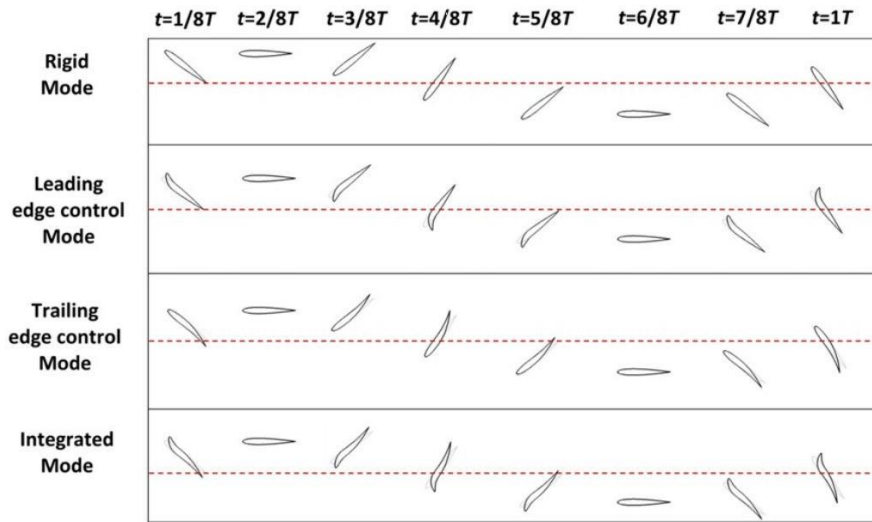 t=1/8T t=2/8T t=3/8T t=4/8T t=5/8T t=6/8T t=7/8T t=1T
Rigid
Mode
Leading
edge control
Mode
Trailing
edge control
Mode
Integrated
Mode